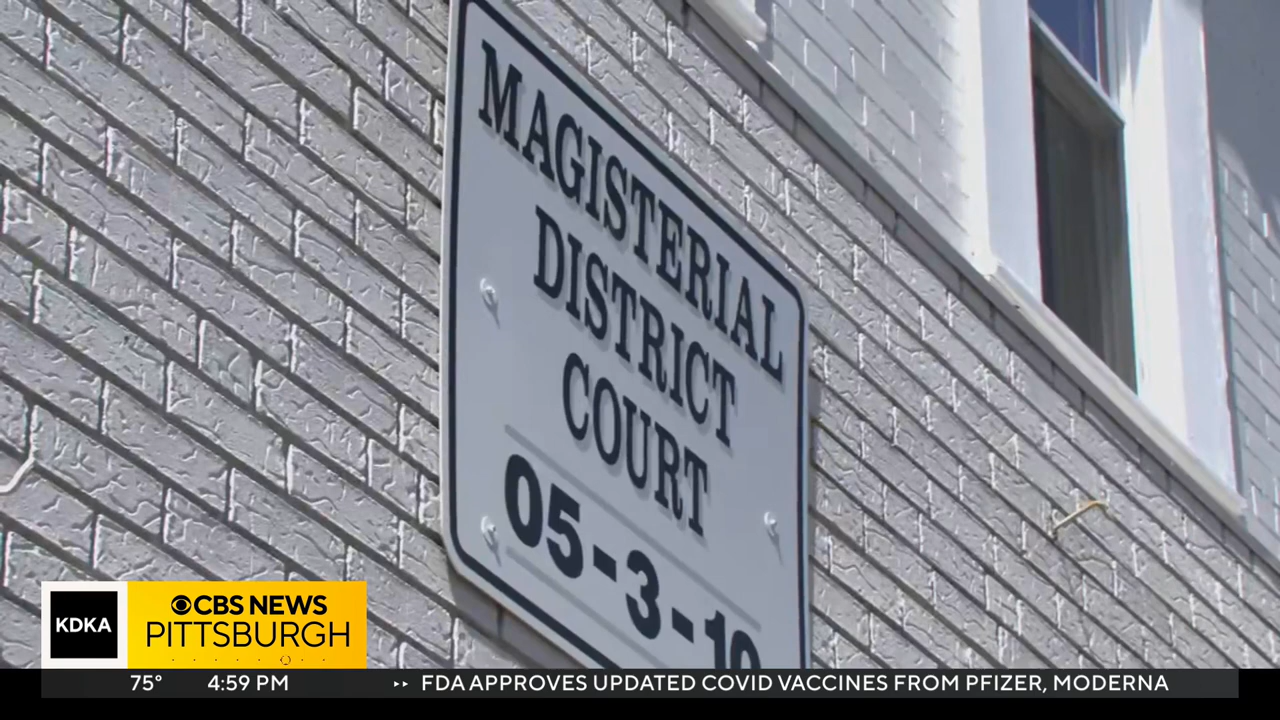 MAGISTERIAL
DISTRICT
COURT
05-3-10
KDKA
CBS NEWS
PITTSBURGH
75° 4:59 PM FDA APPROVES UPDATED COVID VACCINES FROM PFIZER, MODERNA